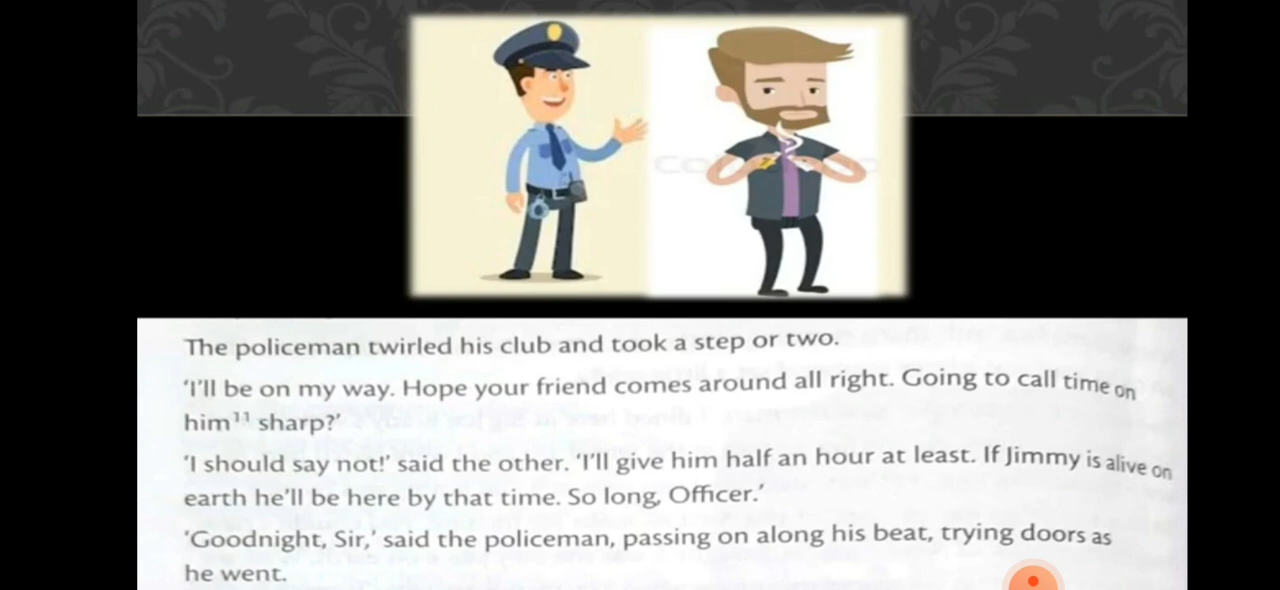 The policeman twirled his club and took a step or two.
‘I’ll be on my way. Hope your friend comes around all right. Going to call time on
him¹¹ sharp?’
‘I should say not!’ said the other. ‘I’ll give him half an hour at least. If Jimmy is alive on
earth he’ll be here by that time. So long, Officer.’
‘Goodnight, Sir,’ said the policeman, passing on along his beat, trying doors as
he went.